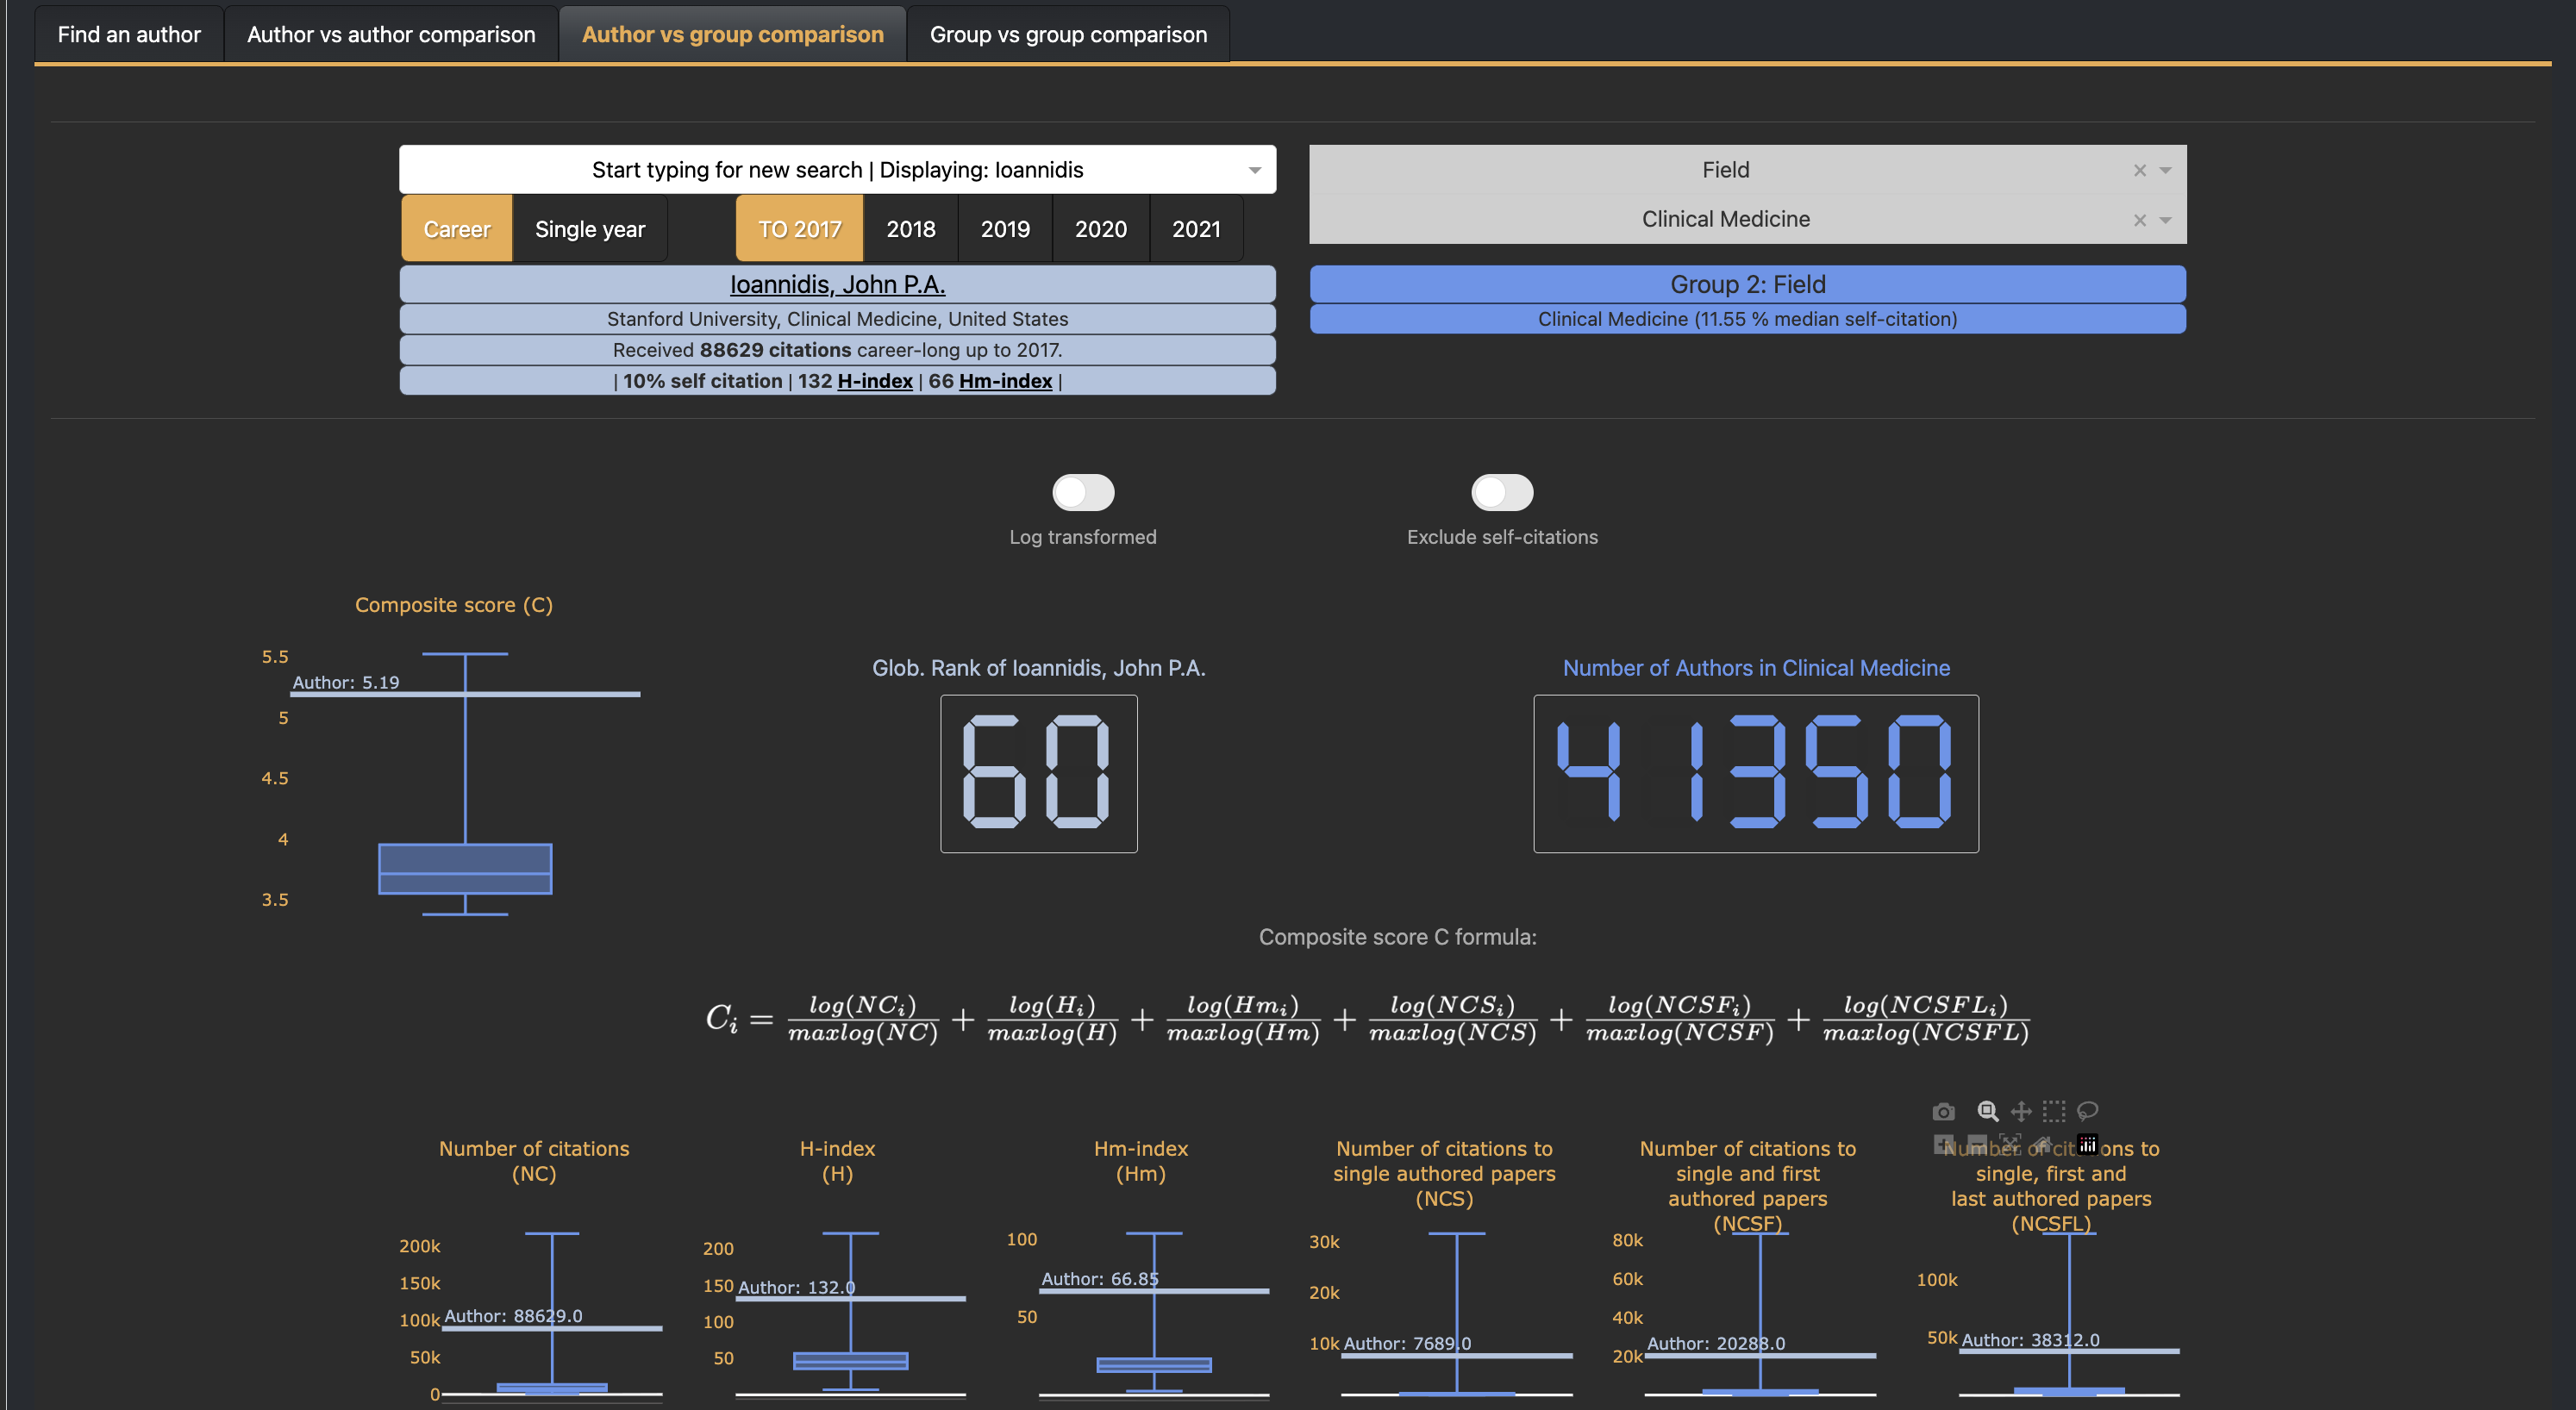 Find an author
Author vs author comparison
Author vs group comparison
Group vs group comparison
Start typing for new search | Displaying: Ioannidis
Field
Clinical Medicine
Career
Single year
TO 2017
2018
2019
2020
2021
Ioannidis, John P.A.
Stanford University, Clinical Medicine, United States
Received 88629 citations career-long up to 2017.
| 10% self citation | 132 H-index | 66 Hm-index |
Group 2: Field
Clinical Medicine (11.55 % median self-citation)
Log transformed
Exclude self-citations
Composite score (C)
5.5
Author: 5.19
5
4.5
4
3.5
Glob. Rank of Ioannidis, John P.A.
60
Number of Authors in Clinical Medicine
41350
Composite score C formula:
C_i = log(NC_i)/maxlog(NC) + log(H_i)/maxlog(H) + log(Hm_i)/maxlog(Hm) + log(NCS_i)/maxlog(NCS) + log(NCSF_i)/maxlog(NCSF) + log(NCSFL_i)/maxlog(NCSFL)
Number of citations
(NC)
200k
150k
100k
Author: 88629.0
50k
0
H-index
(H)
200
150
Author: 132.0
100
50
Hm-index
(Hm)
100
Author: 66.85
50
Number of citations to
single authored papers
(NCS)
30k
20k
10k
Author: 7689.0
Number of citations to
single and first
authored papers
(NCSF)
80k
60k
40k
20k
Author: 20288.0
Number of citations to
single, first and
last authored papers
(NCSFL)
100k
50k
Author: 38312.0